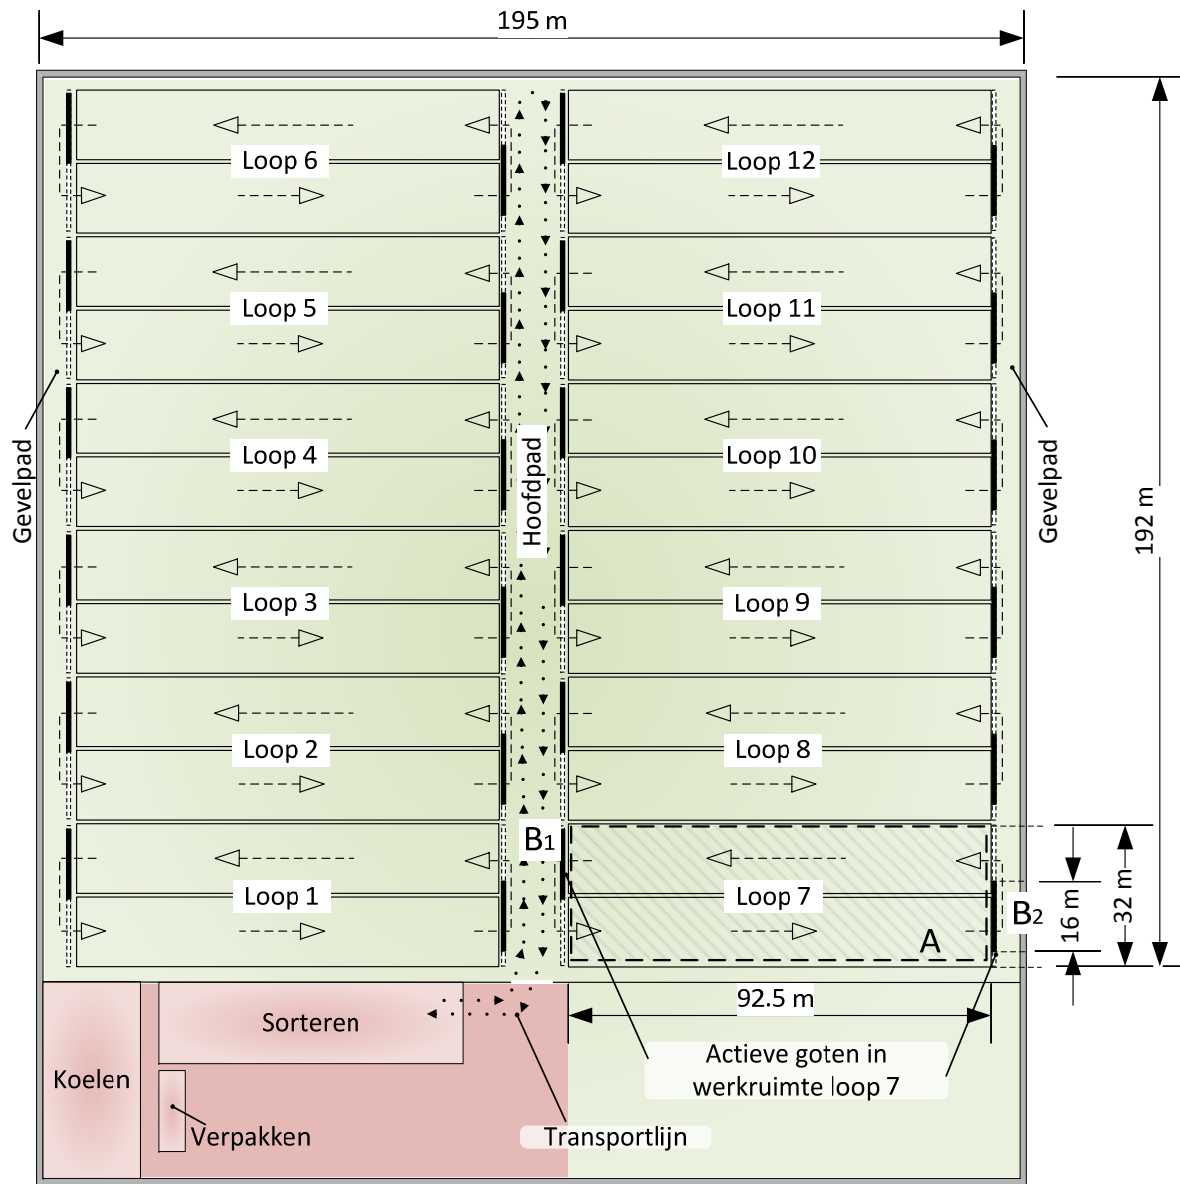 195 m
Loop 6
Loop 12
Loop 5
Loop 11
Loop 4
Loop 10
Gevelpad
Hoofdpad
Gevelpad
192 m
Loop 3
Loop 9
Loop 2
Loop 8
B1
Loop 1
Loop 7
A
B2
16 m
32 m
92.5 m
Sorteren
Koelen
Verpakken
Transportlijn
Actieve goten in
werkruimte loop 7